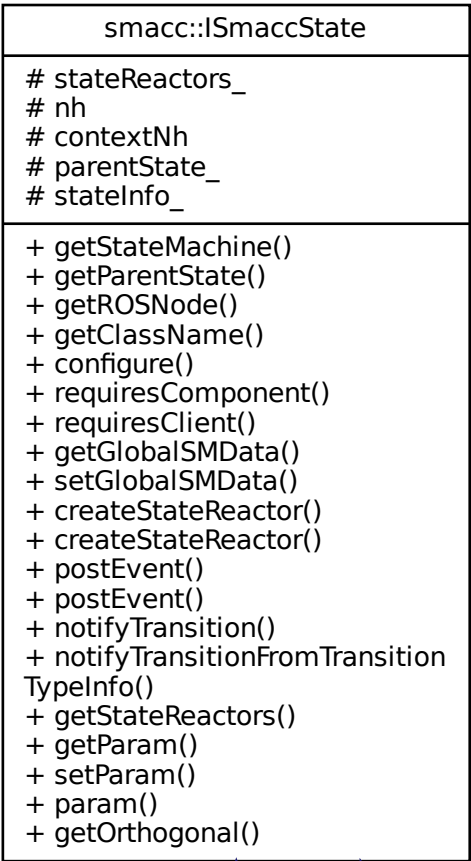 smacc::ISmaccState
# stateReactors_
# nh
# contextNh
# parentState_
# stateInfo_
+ getStateMachine()
+ getParentState()
+ getROSNode()
+ getClassName()
+ configure()
+ requiresComponent()
+ requiresClient()
+ getGlobalSMData()
+ setGlobalSMData()
+ createStateReactor()
+ createStateReactor()
+ postEvent()
+ postEvent()
+ notifyTransition()
+ notifyTransitionFromTransition
TypeInfo()
+ getStateReactors()
+ getParam()
+ setParam()
+ param()
+ getOrthogonal()